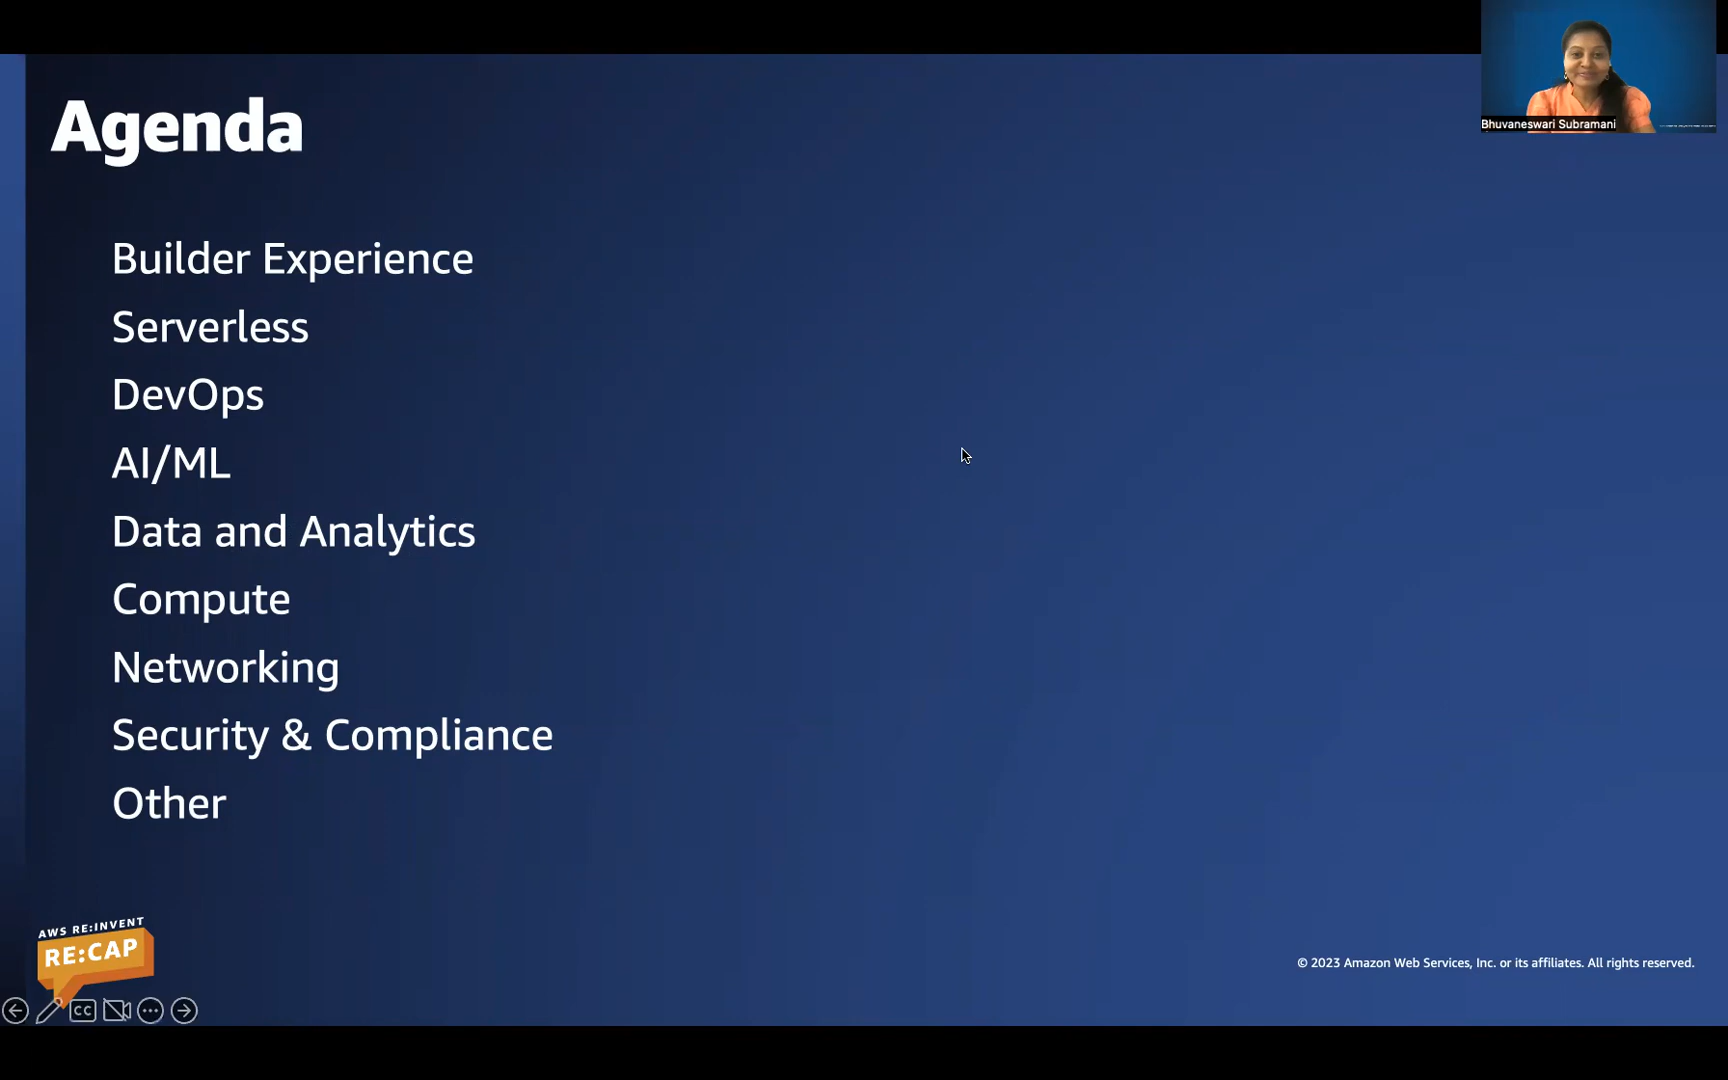 Agenda
Bhuvaneswari Subramani
Builder Experience
Serverless
DevOps
AI/ML
Data and Analytics
Compute
Networking
Security & Compliance
Other
AWS RE:INVENT
RE:CAP
© 2023 Amazon Web Services, Inc. or its affiliates. All rights reserved.
CC